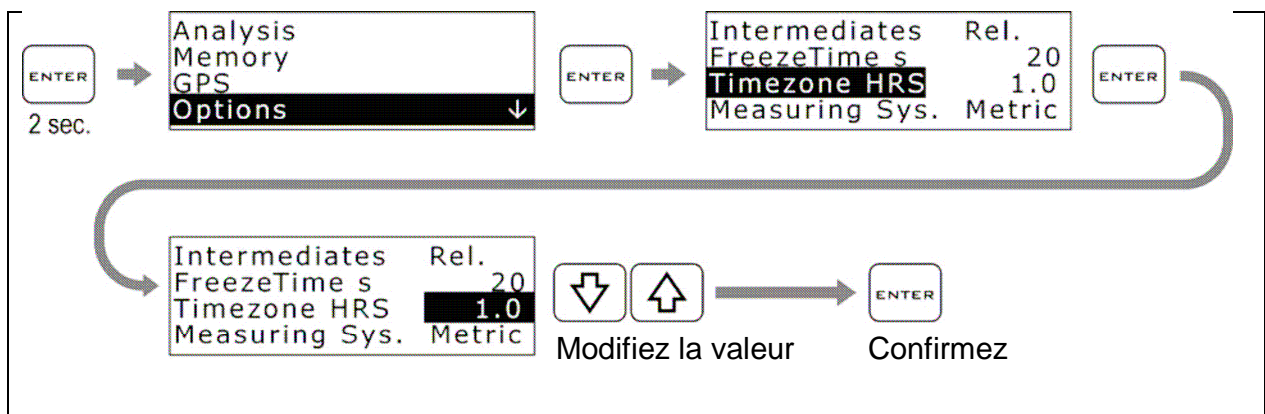 ENTER
2 sec.
Analysis
Memory
GPS
Options ↓
ENTER
Intermediates Rel.
FreezeTime s 20
Timezone HRS 1.0
Measuring Sys. Metric
ENTER
Intermediates Rel.
FreezeTime s 20
Timezone HRS 1.0
Measuring Sys. Metric
Modifiez la valeur
ENTER
Confirmez